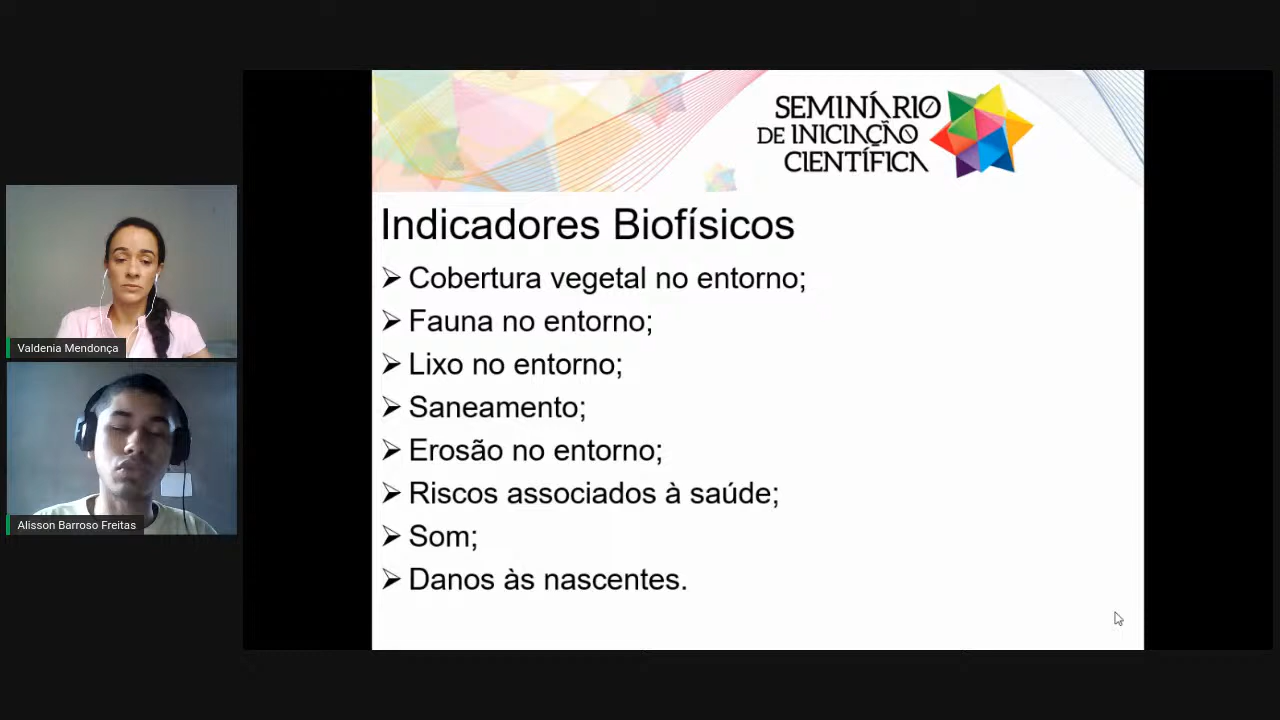 SEMINÁRIO
DE INICIAÇÃO
CIENTÍFICA
Indicadores Biofísicos
➢ Cobertura vegetal no entorno;
➢ Fauna no entorno;
➢ Lixo no entorno;
➢ Saneamento;
➢ Erosão no entorno;
➢ Riscos associados à saúde;
➢ Som;
➢ Danos às nascentes.
Valdenia Mendonça
Alisson Barroso Freitas